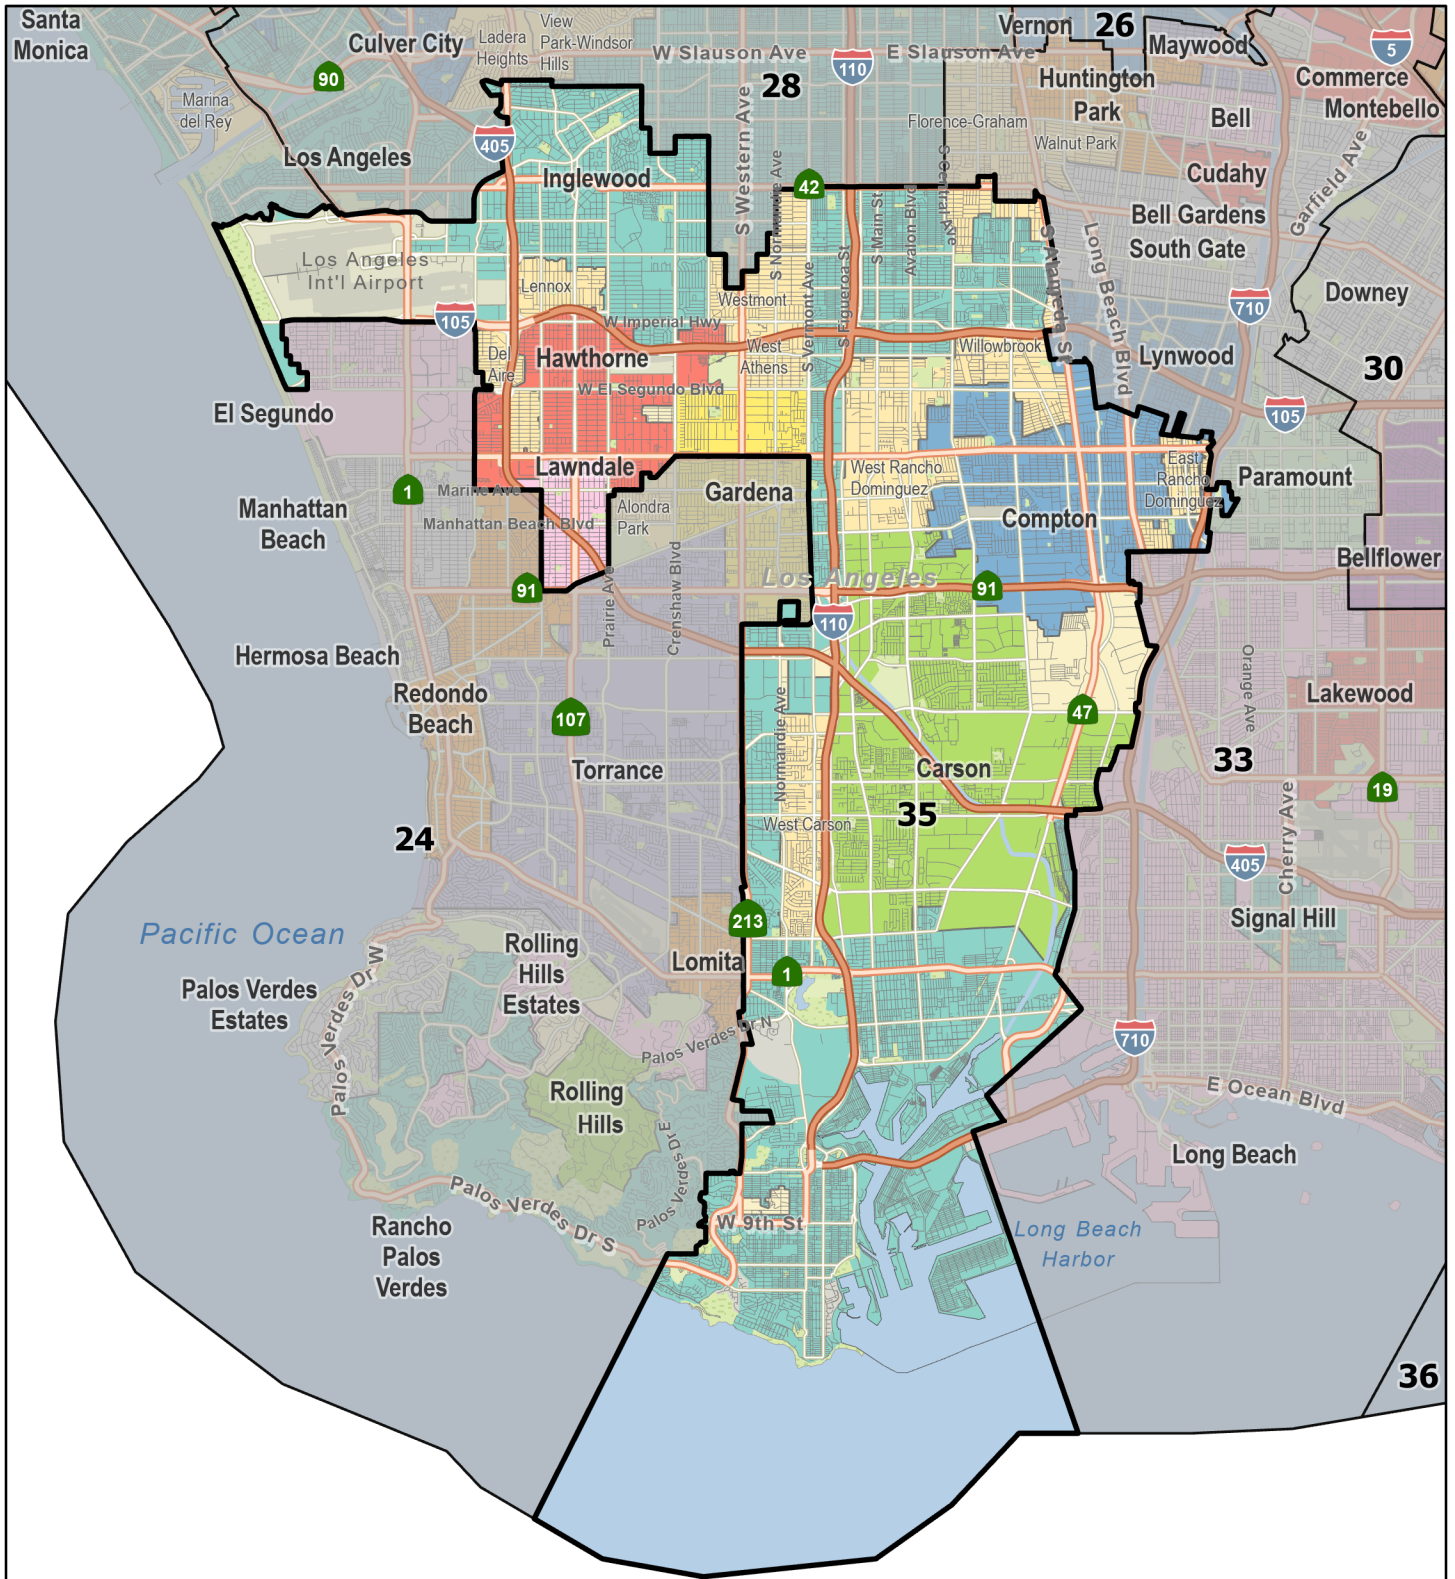 Santa
Monica
Culver City
Ladera
Heights
View
Park-Windsor
Hills
W Slauson Ave
E Slauson Ave
Vernon
26
Maywood
5
90
28
110
Huntington
Park
Commerce
Montebello
Marina
del Rey
Bell
Florence-Graham
Walnut Park
405
Los Angeles
Inglewood
42
Cudahy
Garfield Ave
S Western Ave
S Normandie Ave
S Main St
Avalon Blvd
S Central Ave
Bell Gardens
South Gate
Los Angeles
Int'l Airport
S Alameda St
Long Beach Blvd
Lennox
Westmont
S Vermont Ave
S Figueroa St
710
Downey
105
W Imperial Hwy
Del
Aire
Hawthorne
West
Athens
Willowbrook
Lynwood
30
W El Segundo Blvd
El Segundo
105
Lawndale
West Rancho
Dominguez
East
Rancho
Dominguez
Paramount
1
Marine Ave
Gardena
Manhattan
Beach
Manhattan Beach Blvd
Alondra
Park
Compton
Bellflower
91
Los Angeles
91
Prairie Ave
Crenshaw Blvd
110
Hermosa Beach
Redondo
Beach
107
Orange Ave
Lakewood
47
Torrance
Normandie Ave
Carson
33
19
24
West Carson
35
Cherry Ave
405
Pacific Ocean
213
Signal Hill
Rolling
Hills
Estates
Lomita
1
Palos Verdes
Estates
Palos Verdes Dr W
Palos Verdes Dr N
710
Rolling
Hills
E Ocean Blvd
Palos Verdes Dr E
Long Beach
Palos Verdes Dr S
W 9th St
Rancho
Palos
Verdes
Long Beach
Harbor
36